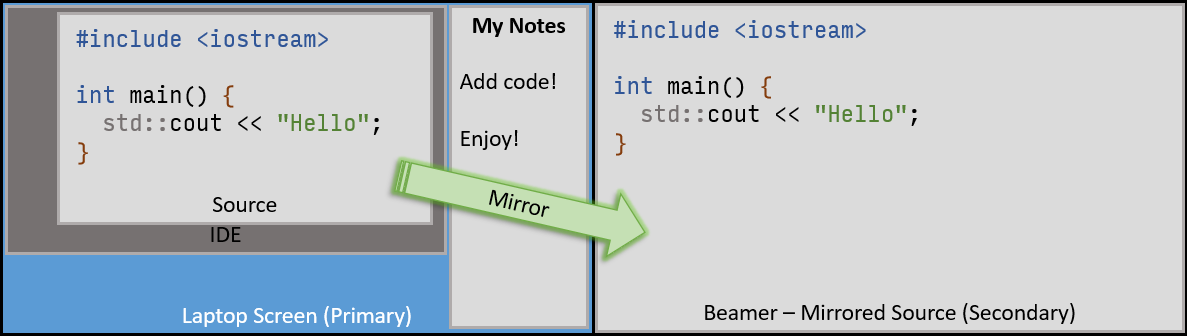 #include <iostream>
int main() {
  std::cout << "Hello";
}
Source
IDE
Laptop Screen (Primary)
My Notes
Add code!
Enjoy!
Mirror
#include <iostream>
int main() {
  std::cout << "Hello";
}
Beamer – Mirrored Source (Secondary)